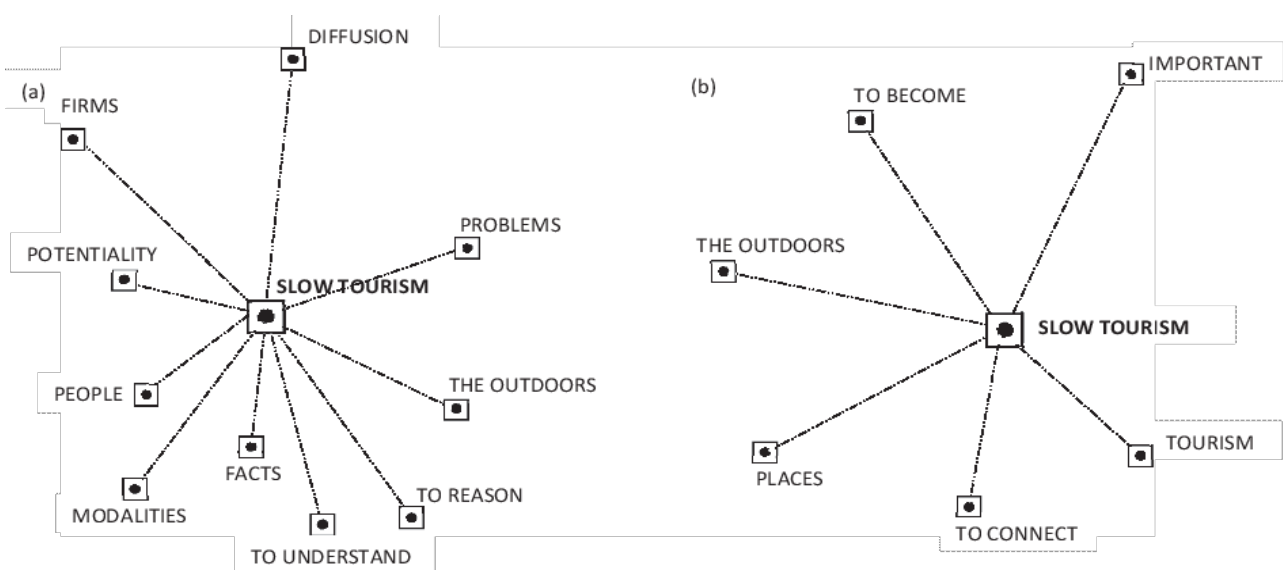 (a)
DIFFUSION
FIRMS
PROBLEMS
POTENTIALITY
SLOW TOURISM
PEOPLE
THE OUTDOORS
FACTS
MODALITIES
TO REASON
TO UNDERSTAND
(b)
IMPORTANT
TO BECOME
THE OUTDOORS
SLOW TOURISM
TOURISM
PLACES
TO CONNECT